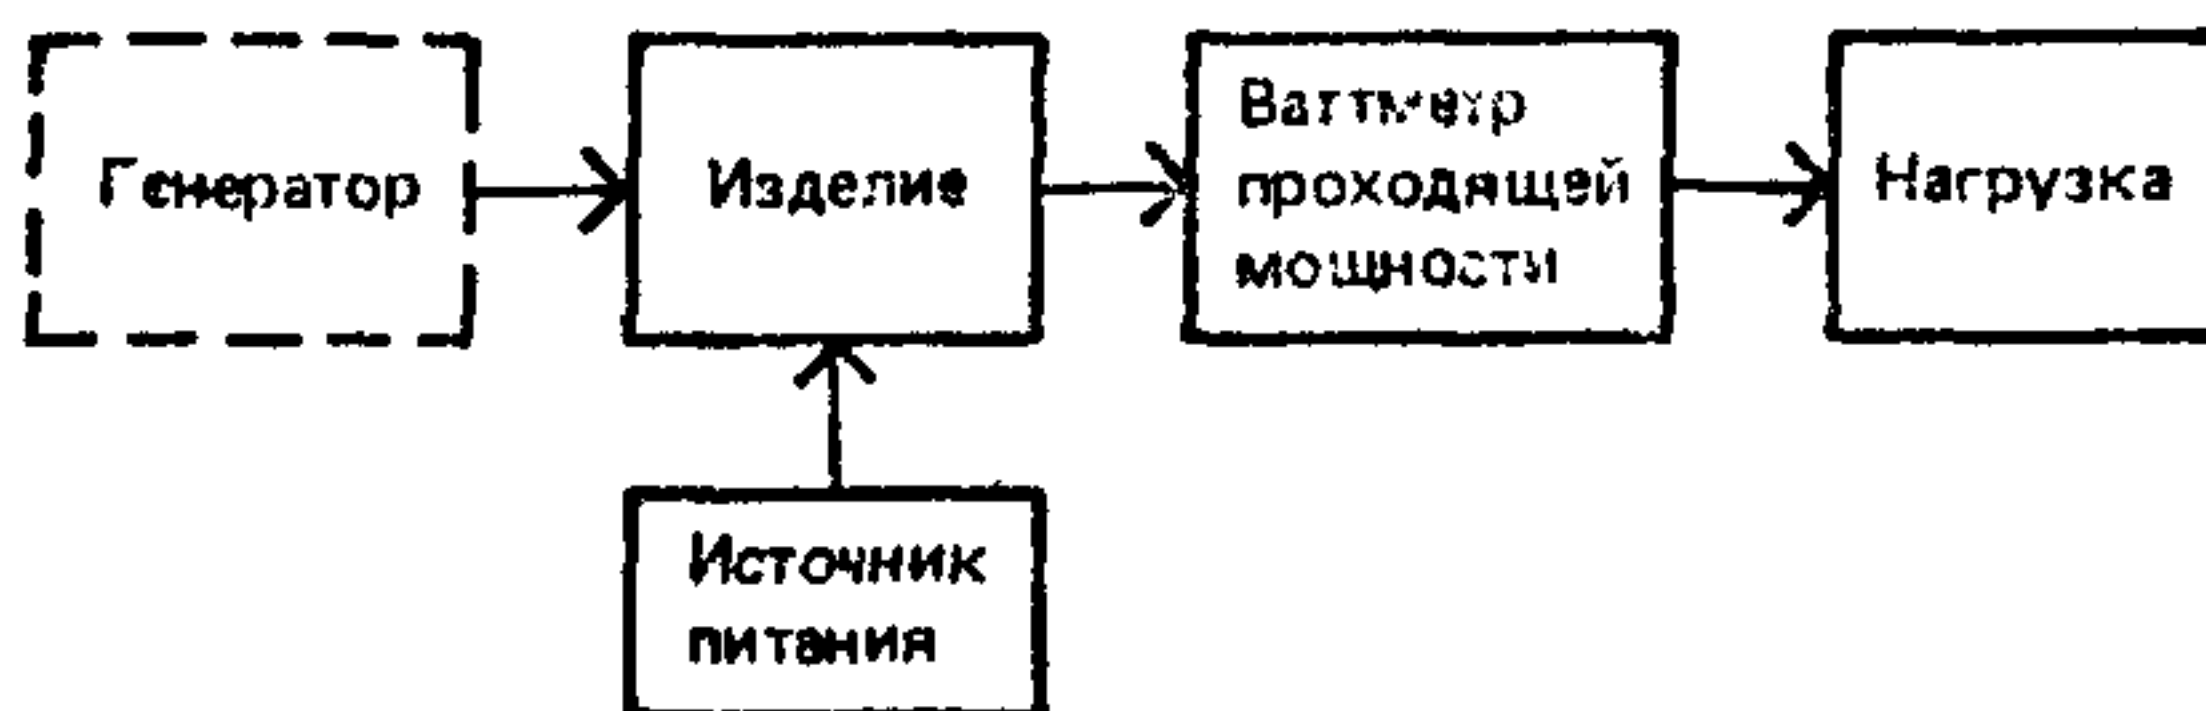 Генератор
Изделие
Ваттметр
проходящей
мощности
Нагрузка
Источник
питания